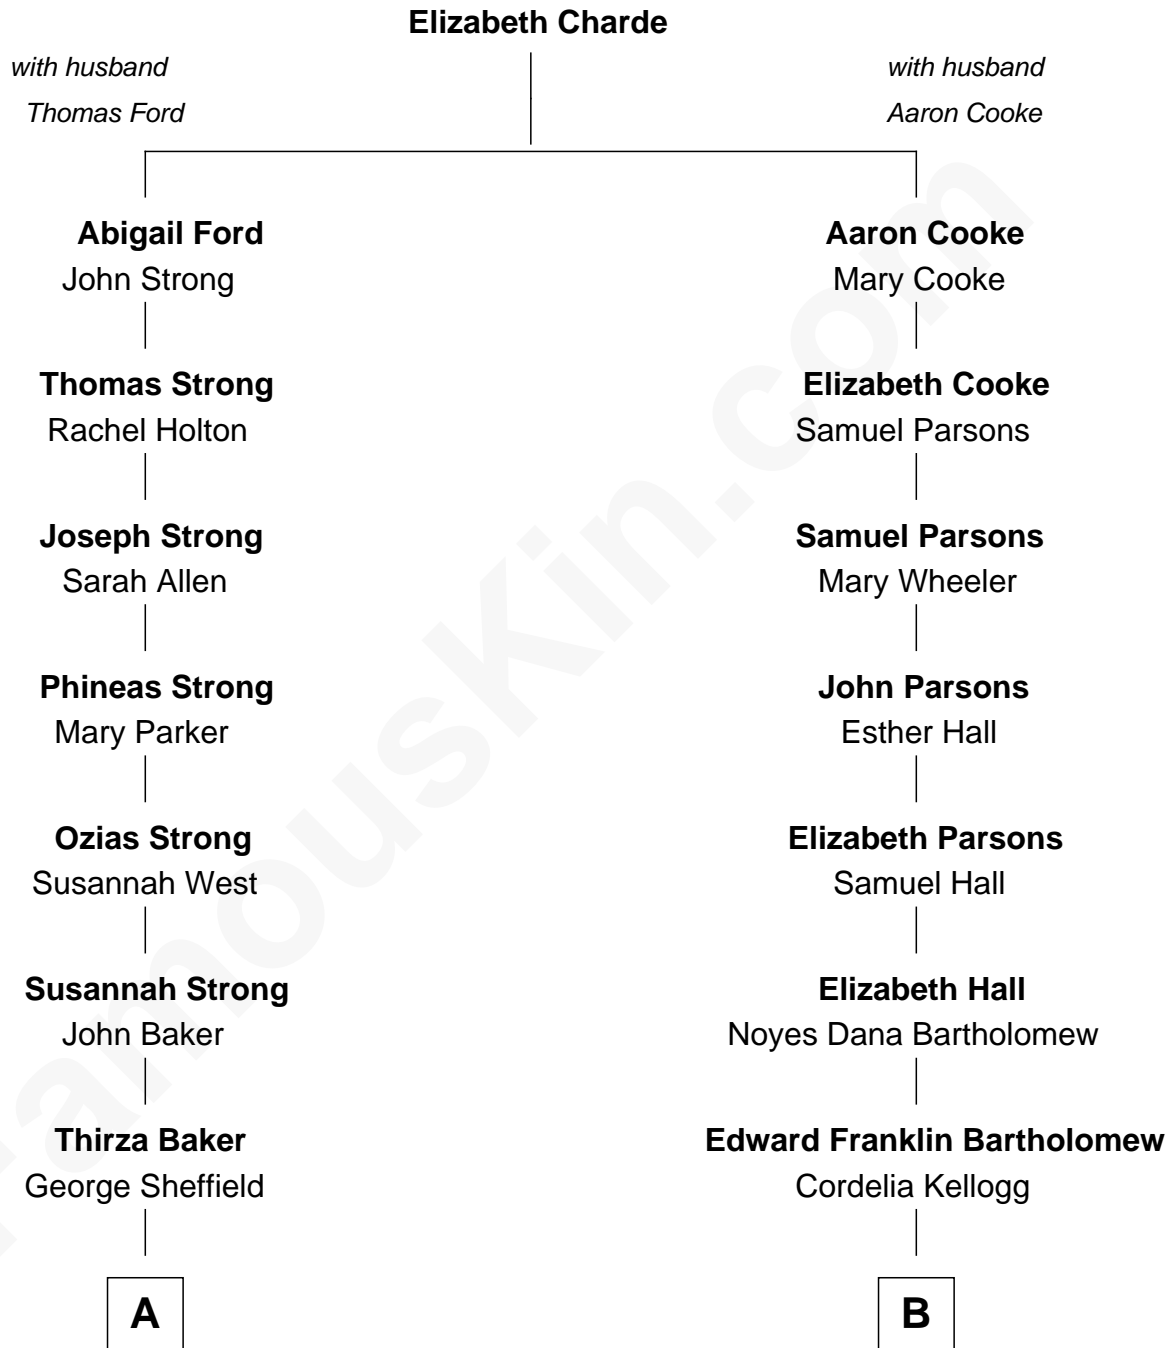 Elizabeth Charde
with husband
Thomas Ford
with husband
Aaron Cooke
Abigail Ford
John Strong
Aaron Cooke
Mary Cooke
Thomas Strong
Rachel Holton
Elizabeth Cooke
Samuel Parsons
Joseph Strong
Sarah Allen
Samuel Parsons
Mary Wheeler
Phineas Strong
Mary Parker
John Parsons
Esther Hall
Ozias Strong
Susannah West
Elizabeth Parsons
Samuel Hall
Susannah Strong
John Baker
Elizabeth Hall
Noyes Dana Bartholomew
Thirza Baker
George Sheffield
Edward Franklin Bartholomew
Cordelia Kellogg
A
B
FamousKin.com